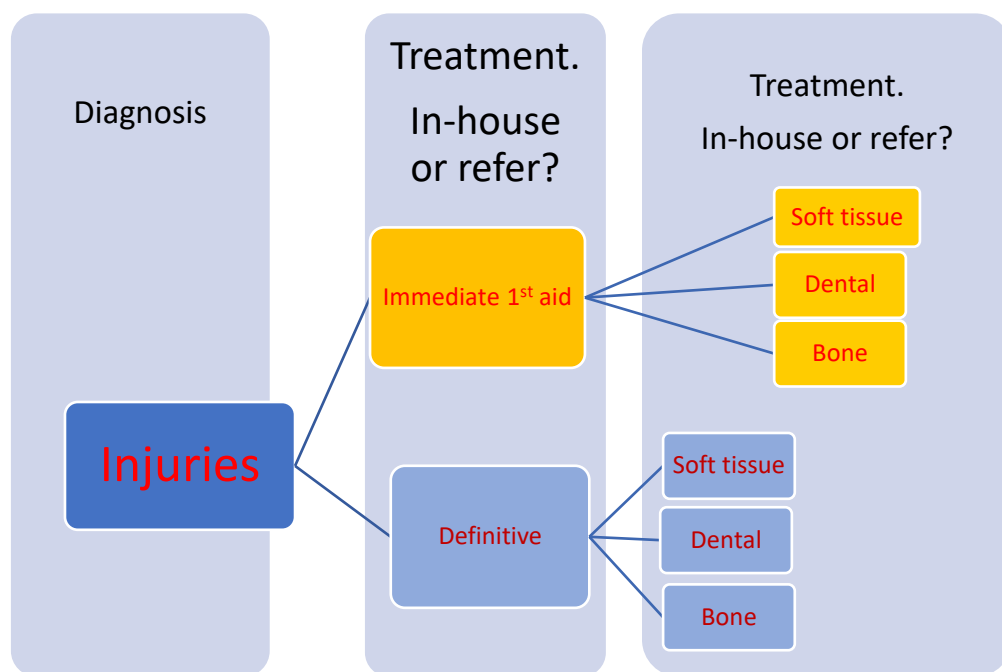 Diagnosis
Treatment.
In-house
or refer?
Treatment.
In-house or refer?
Injuries
Immediate 1st aid
Definitive
Soft tissue
Dental
Bone
Soft tissue
Dental
Bone